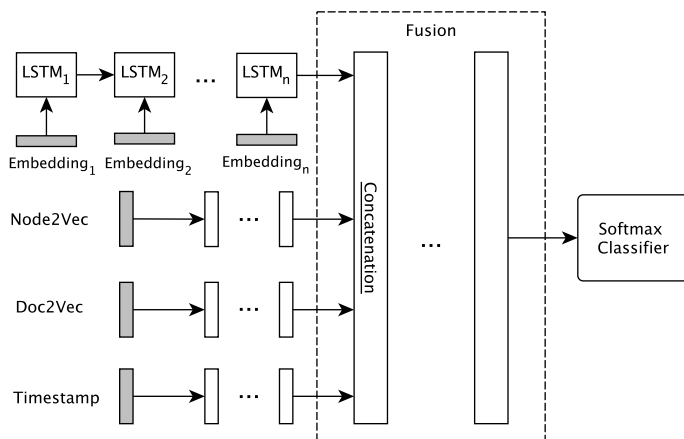 Fusion
LSTM₁
LSTM₂
...
LSTMₙ
Embedding₁
Embedding₂
Embeddingₙ
Node2Vec
...
Concatenation
...
Softmax
Classifier
Doc2Vec
...
Timestamp
...